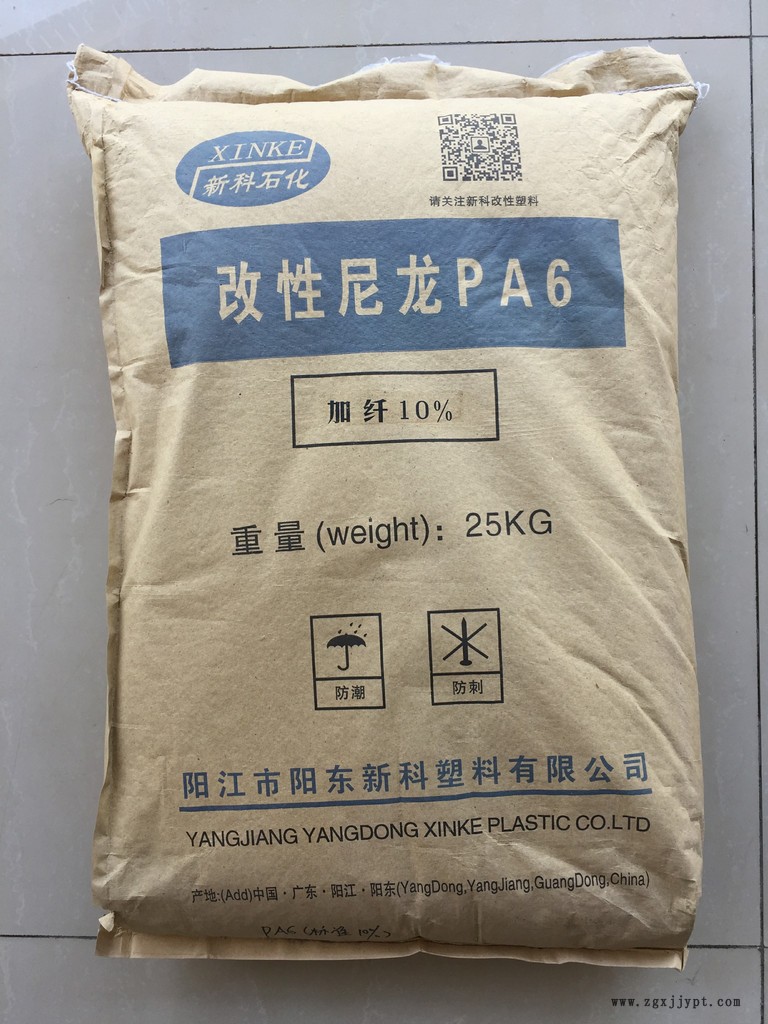 XINKE
新科石化
请关注新科改性塑料
改性尼龙PA6
加纤10%
重量(weight)：25KG
防潮
防刺
阳江市阳东新科塑料有限公司
YANGJIANG YANGDONG XINKE PLASTIC CO.LTD
产地:(Add)中国·广东·阳江·阳东(YangDong,YangJiang,GuangDong,China)
PA6 10%
www.zgxjjypt.com